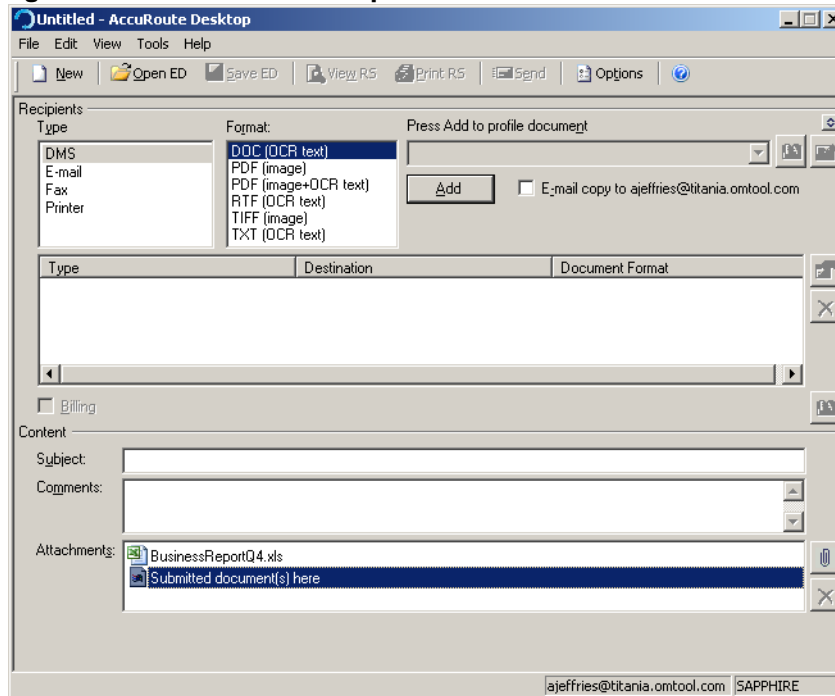 Untitled - AccuRoute Desktop
File Edit View Tools Help
New Open ED Save ED View RS Print RS Send Options
Recipients
Type Format: Press Add to profile document
DMS
E-mail
Fax
Printer
DOC (OCR text)
PDF (image)
PDF (image+OCR text)
RTF (OCR text)
TIFF (image)
TXT (OCR text)
Add E-mail copy to ajeffries@titania.omtool.com
Type Destination Document Format
Billing
Content
Subject:
Comments:
Attachments: BusinessReportQ4.xls
Submitted document(s) here
ajeffries@titania.omtool.com SAPPHIRE